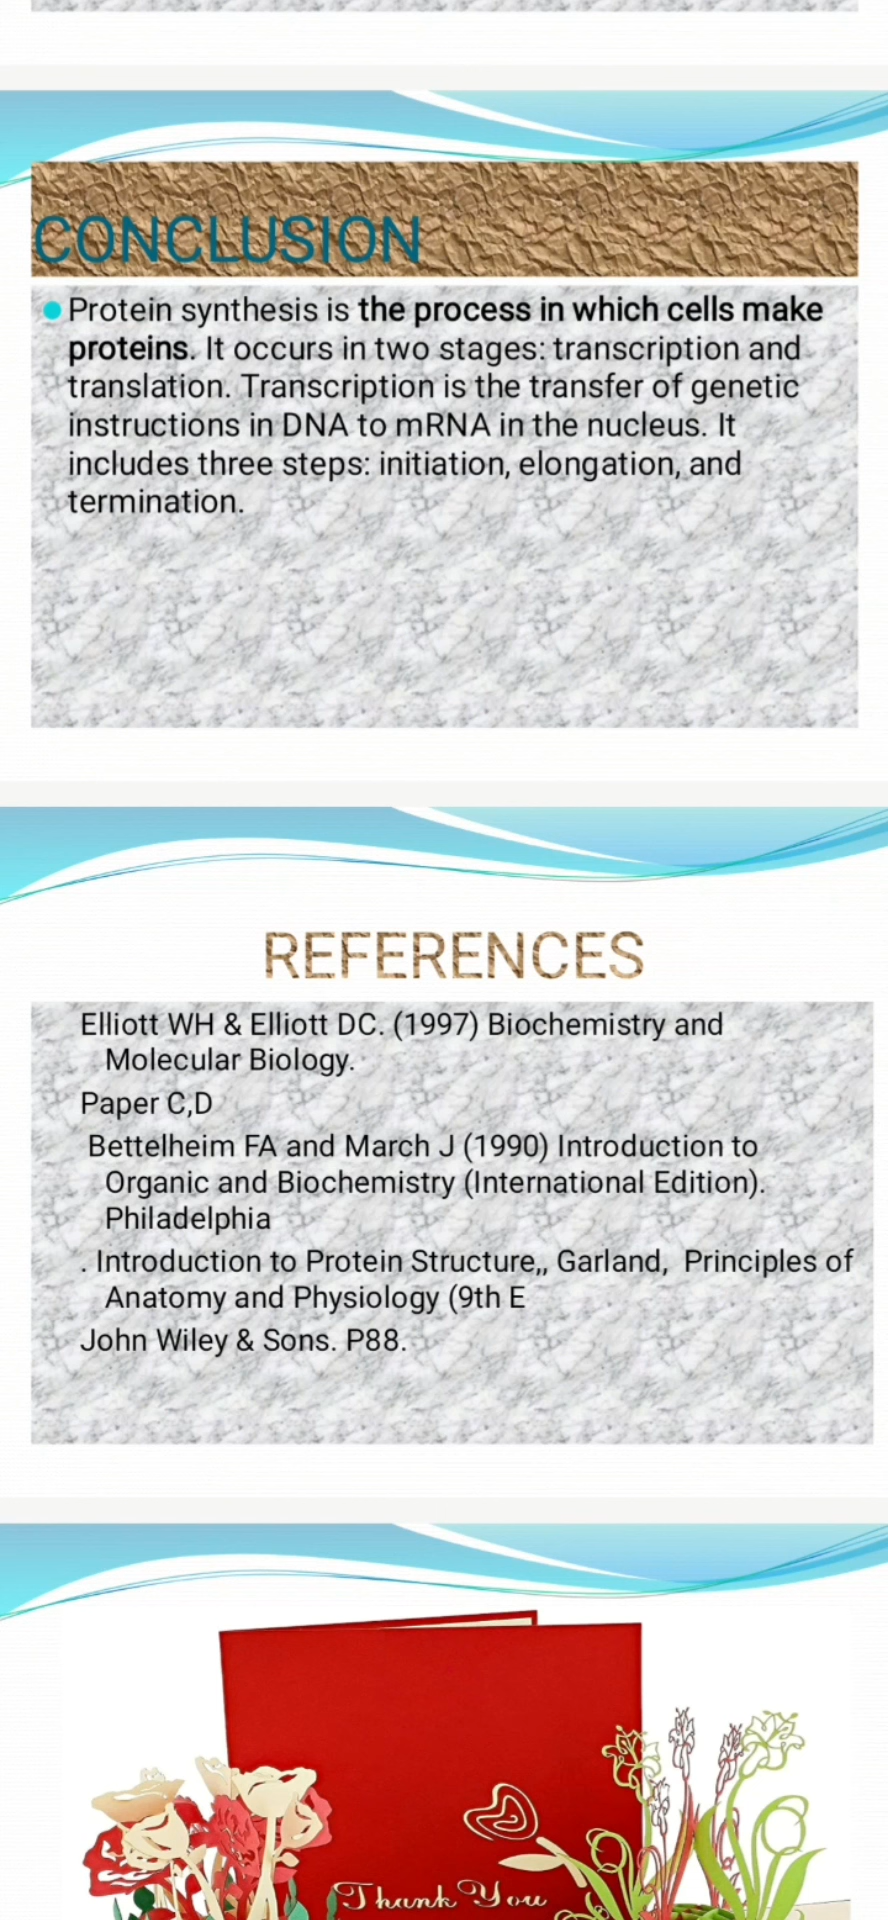 CONCLUSION
Protein synthesis is the process in which cells make
proteins. It occurs in two stages: transcription and
translation. Transcription is the transfer of genetic
instructions in DNA to mRNA in the nucleus. It
includes three steps: initiation, elongation, and
termination.
REFERENCES
Elliott WH & Elliott DC. (1997) Biochemistry and
Molecular Biology.
Paper C,D
Bettelheim FA and March J (1990) Introduction to
Organic and Biochemistry (International Edition).
Philadelphia
. Introduction to Protein Structure,, Garland, Principles of
Anatomy and Physiology (9th E
John Wiley & Sons. P88.
Thank You